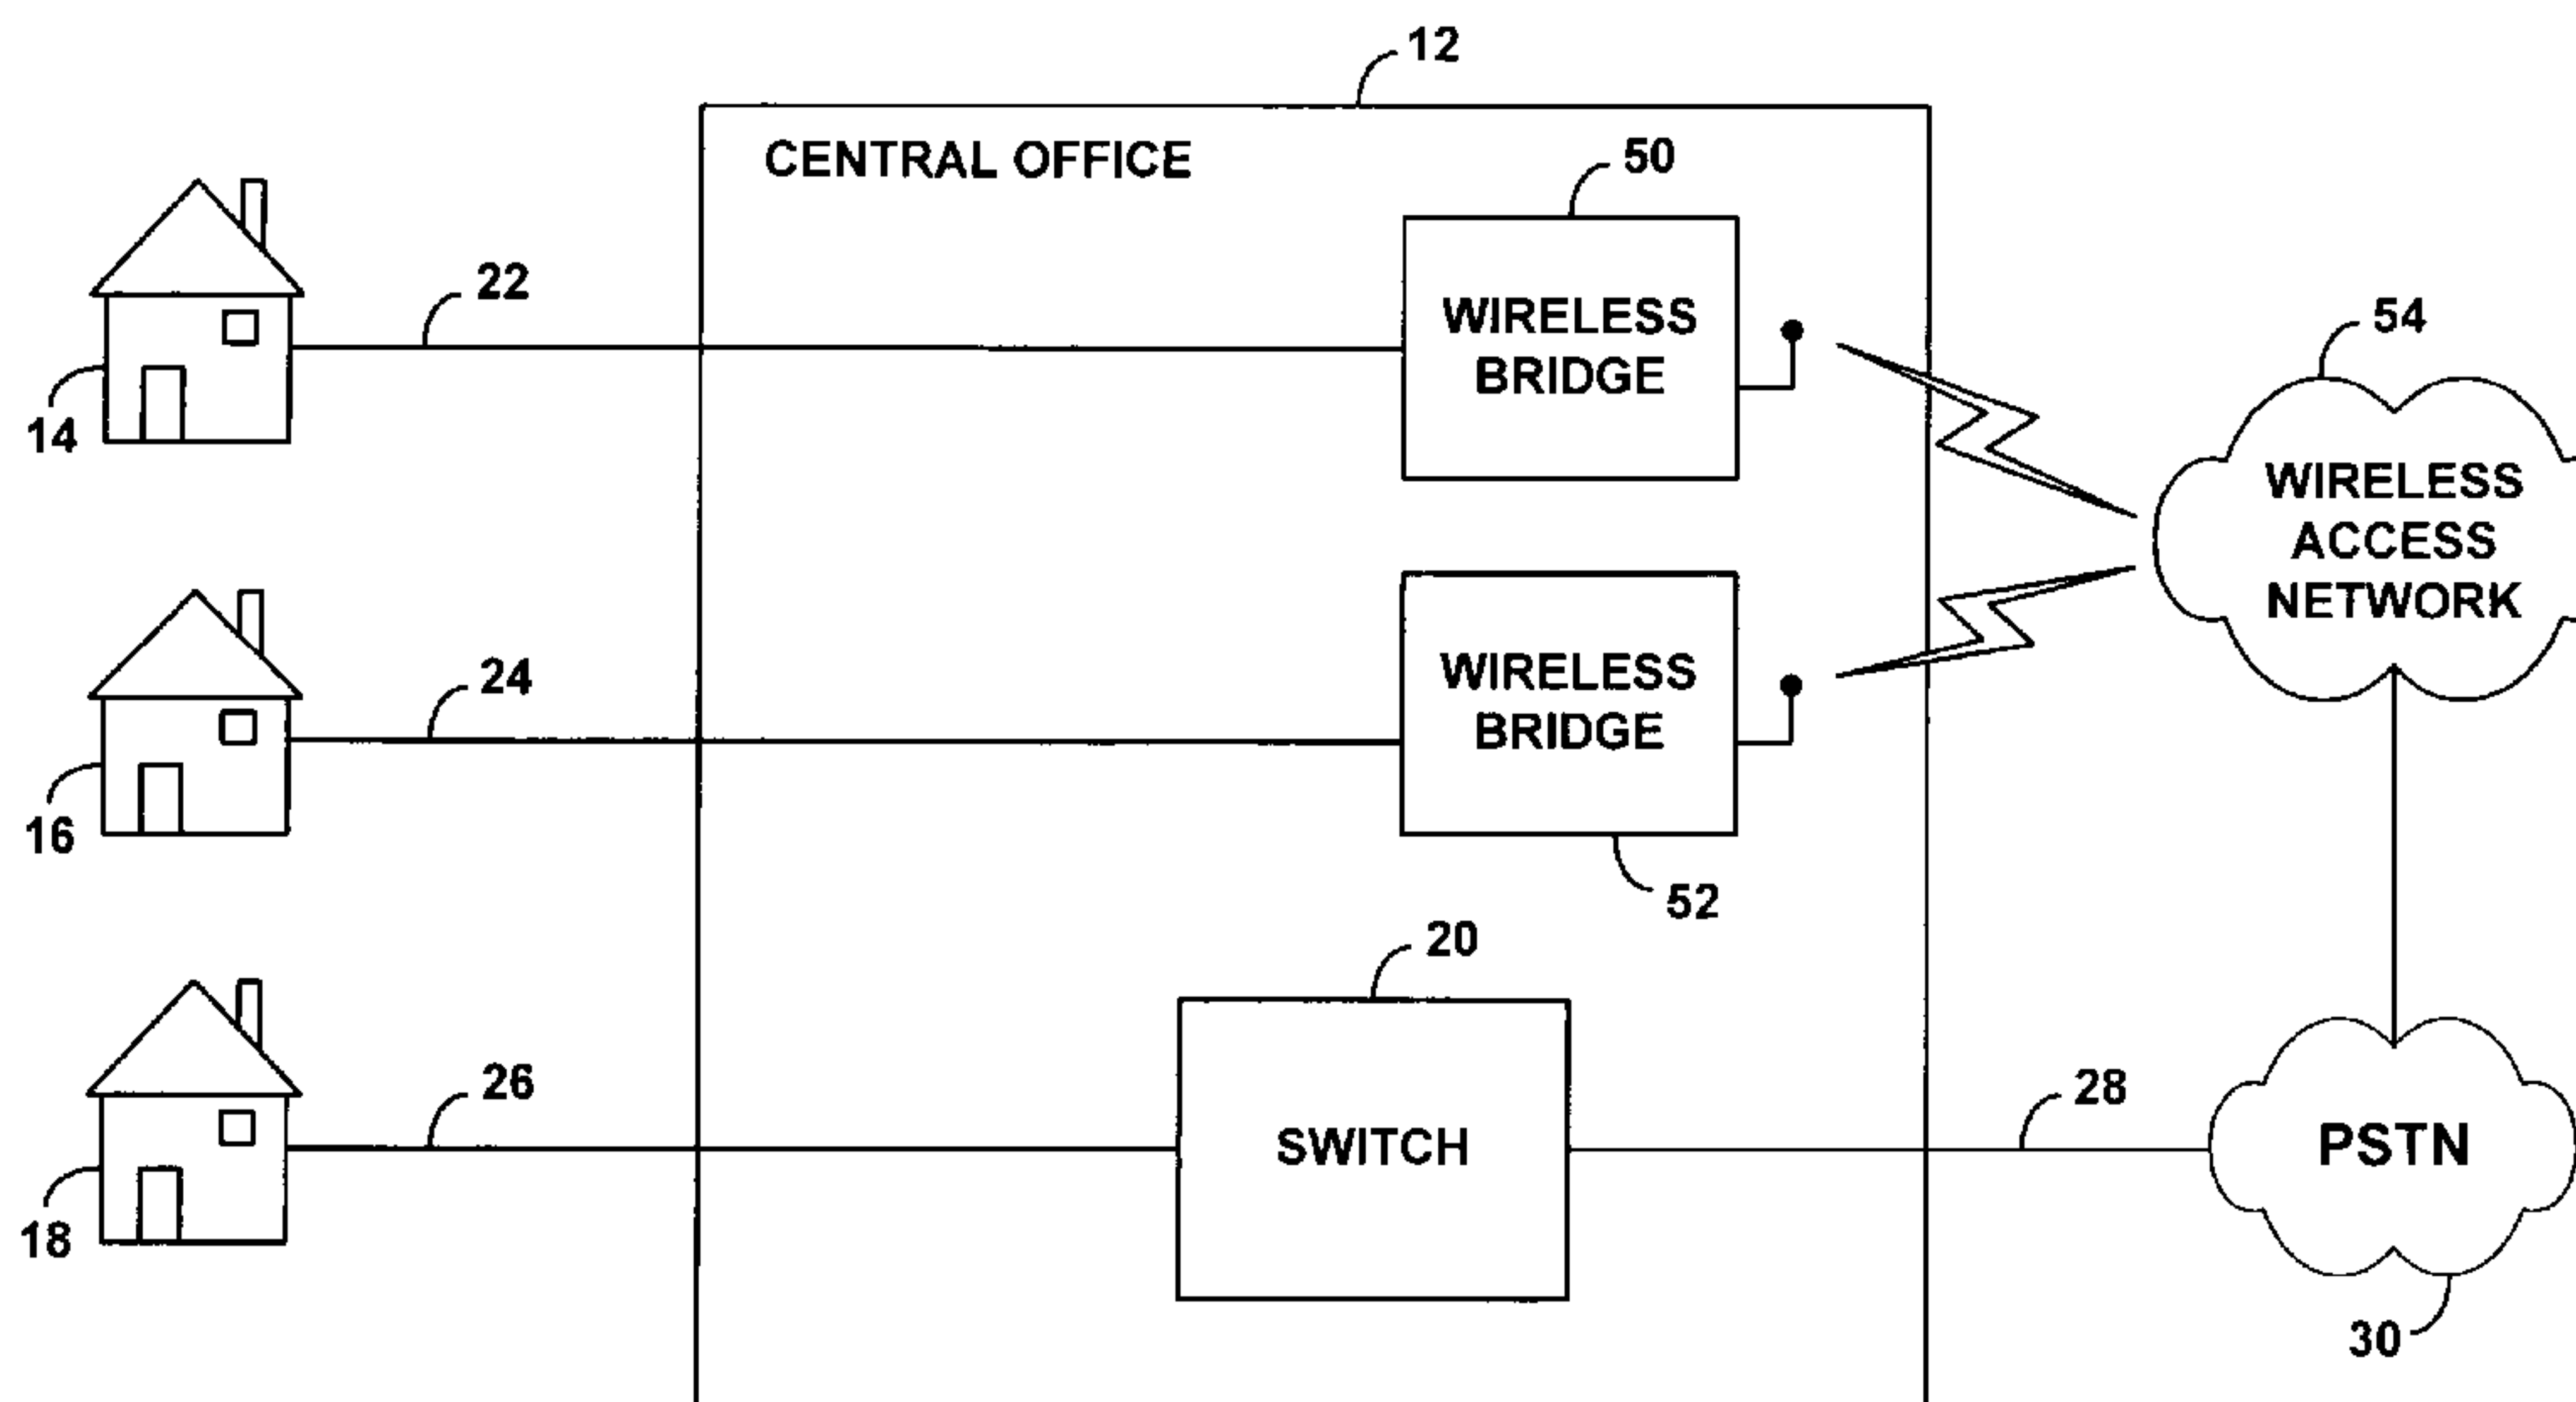 12
CENTRAL OFFICE
50
22
WIRELESS
BRIDGE
54
14
WIRELESS
ACCESS
NETWORK
24
WIRELESS
BRIDGE
16
52
20
26
28
SWITCH
PSTN
18
30